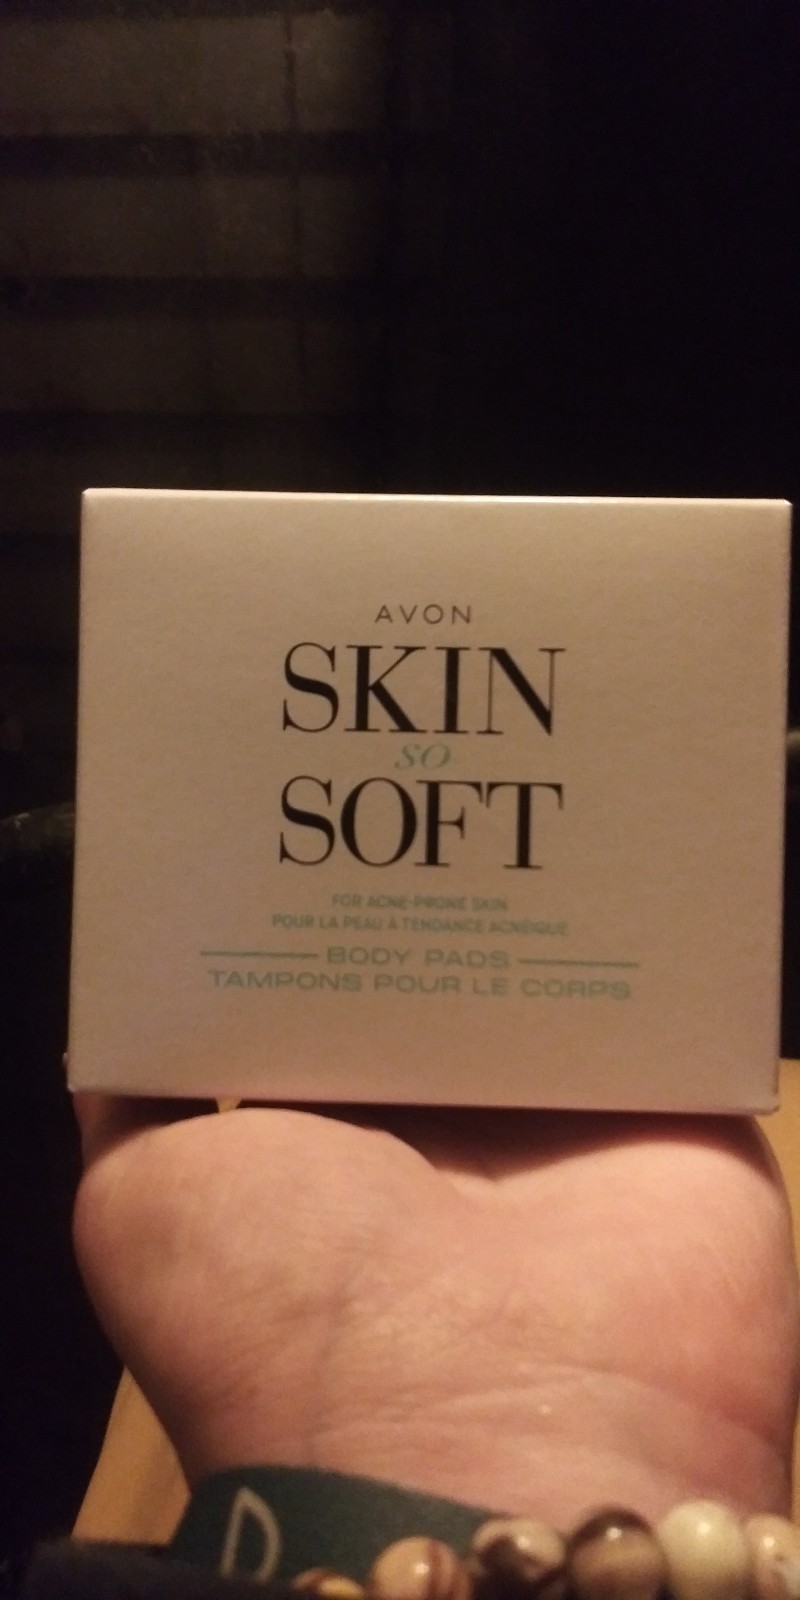 AVON
SKIN
so
SOFT
FOR ACNE-PRONE SKIN
POUR LA PEAU À TENDANCE ACNÉIQUE
BODY PADS
TAMPONS POUR LE CORPS
D